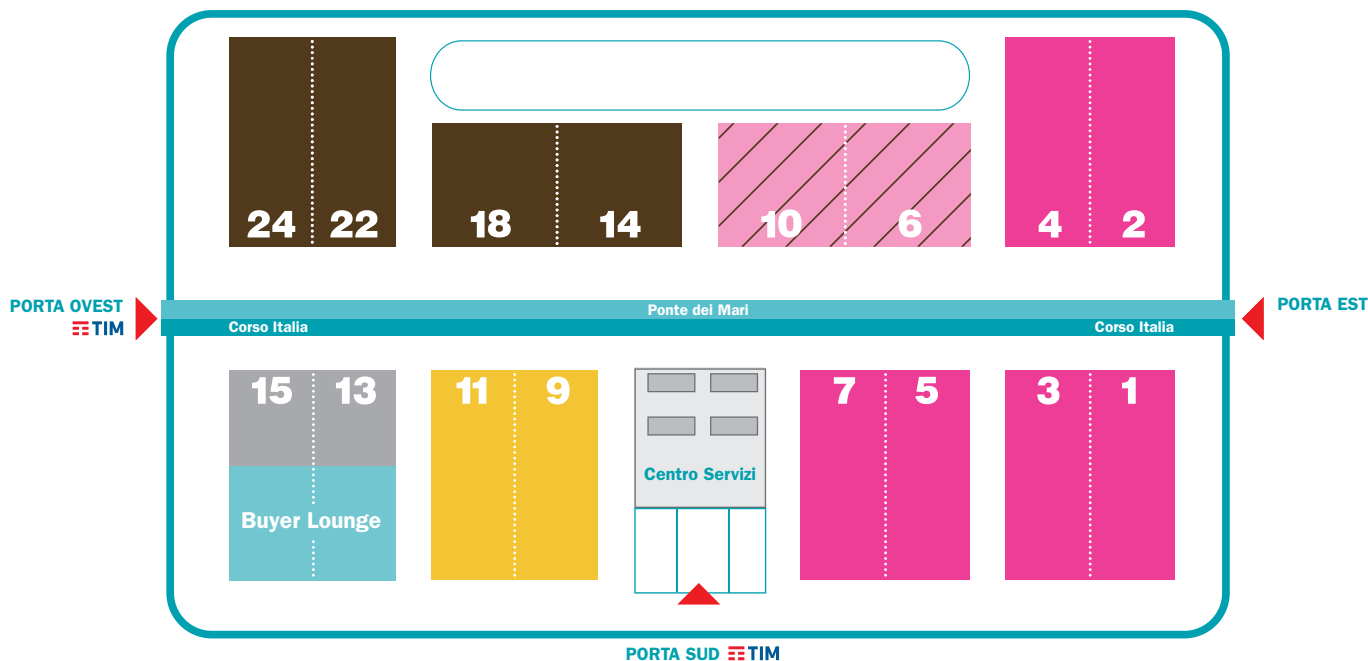 24 22
18 14
10 6
4 2
PORTA OVEST
TIM
Ponte dei Mari
Corso Italia
Corso Italia
PORTA EST
15 13
11 9
7 5
3 1
Centro Servizi
Buyer Lounge
PORTA SUD TIM